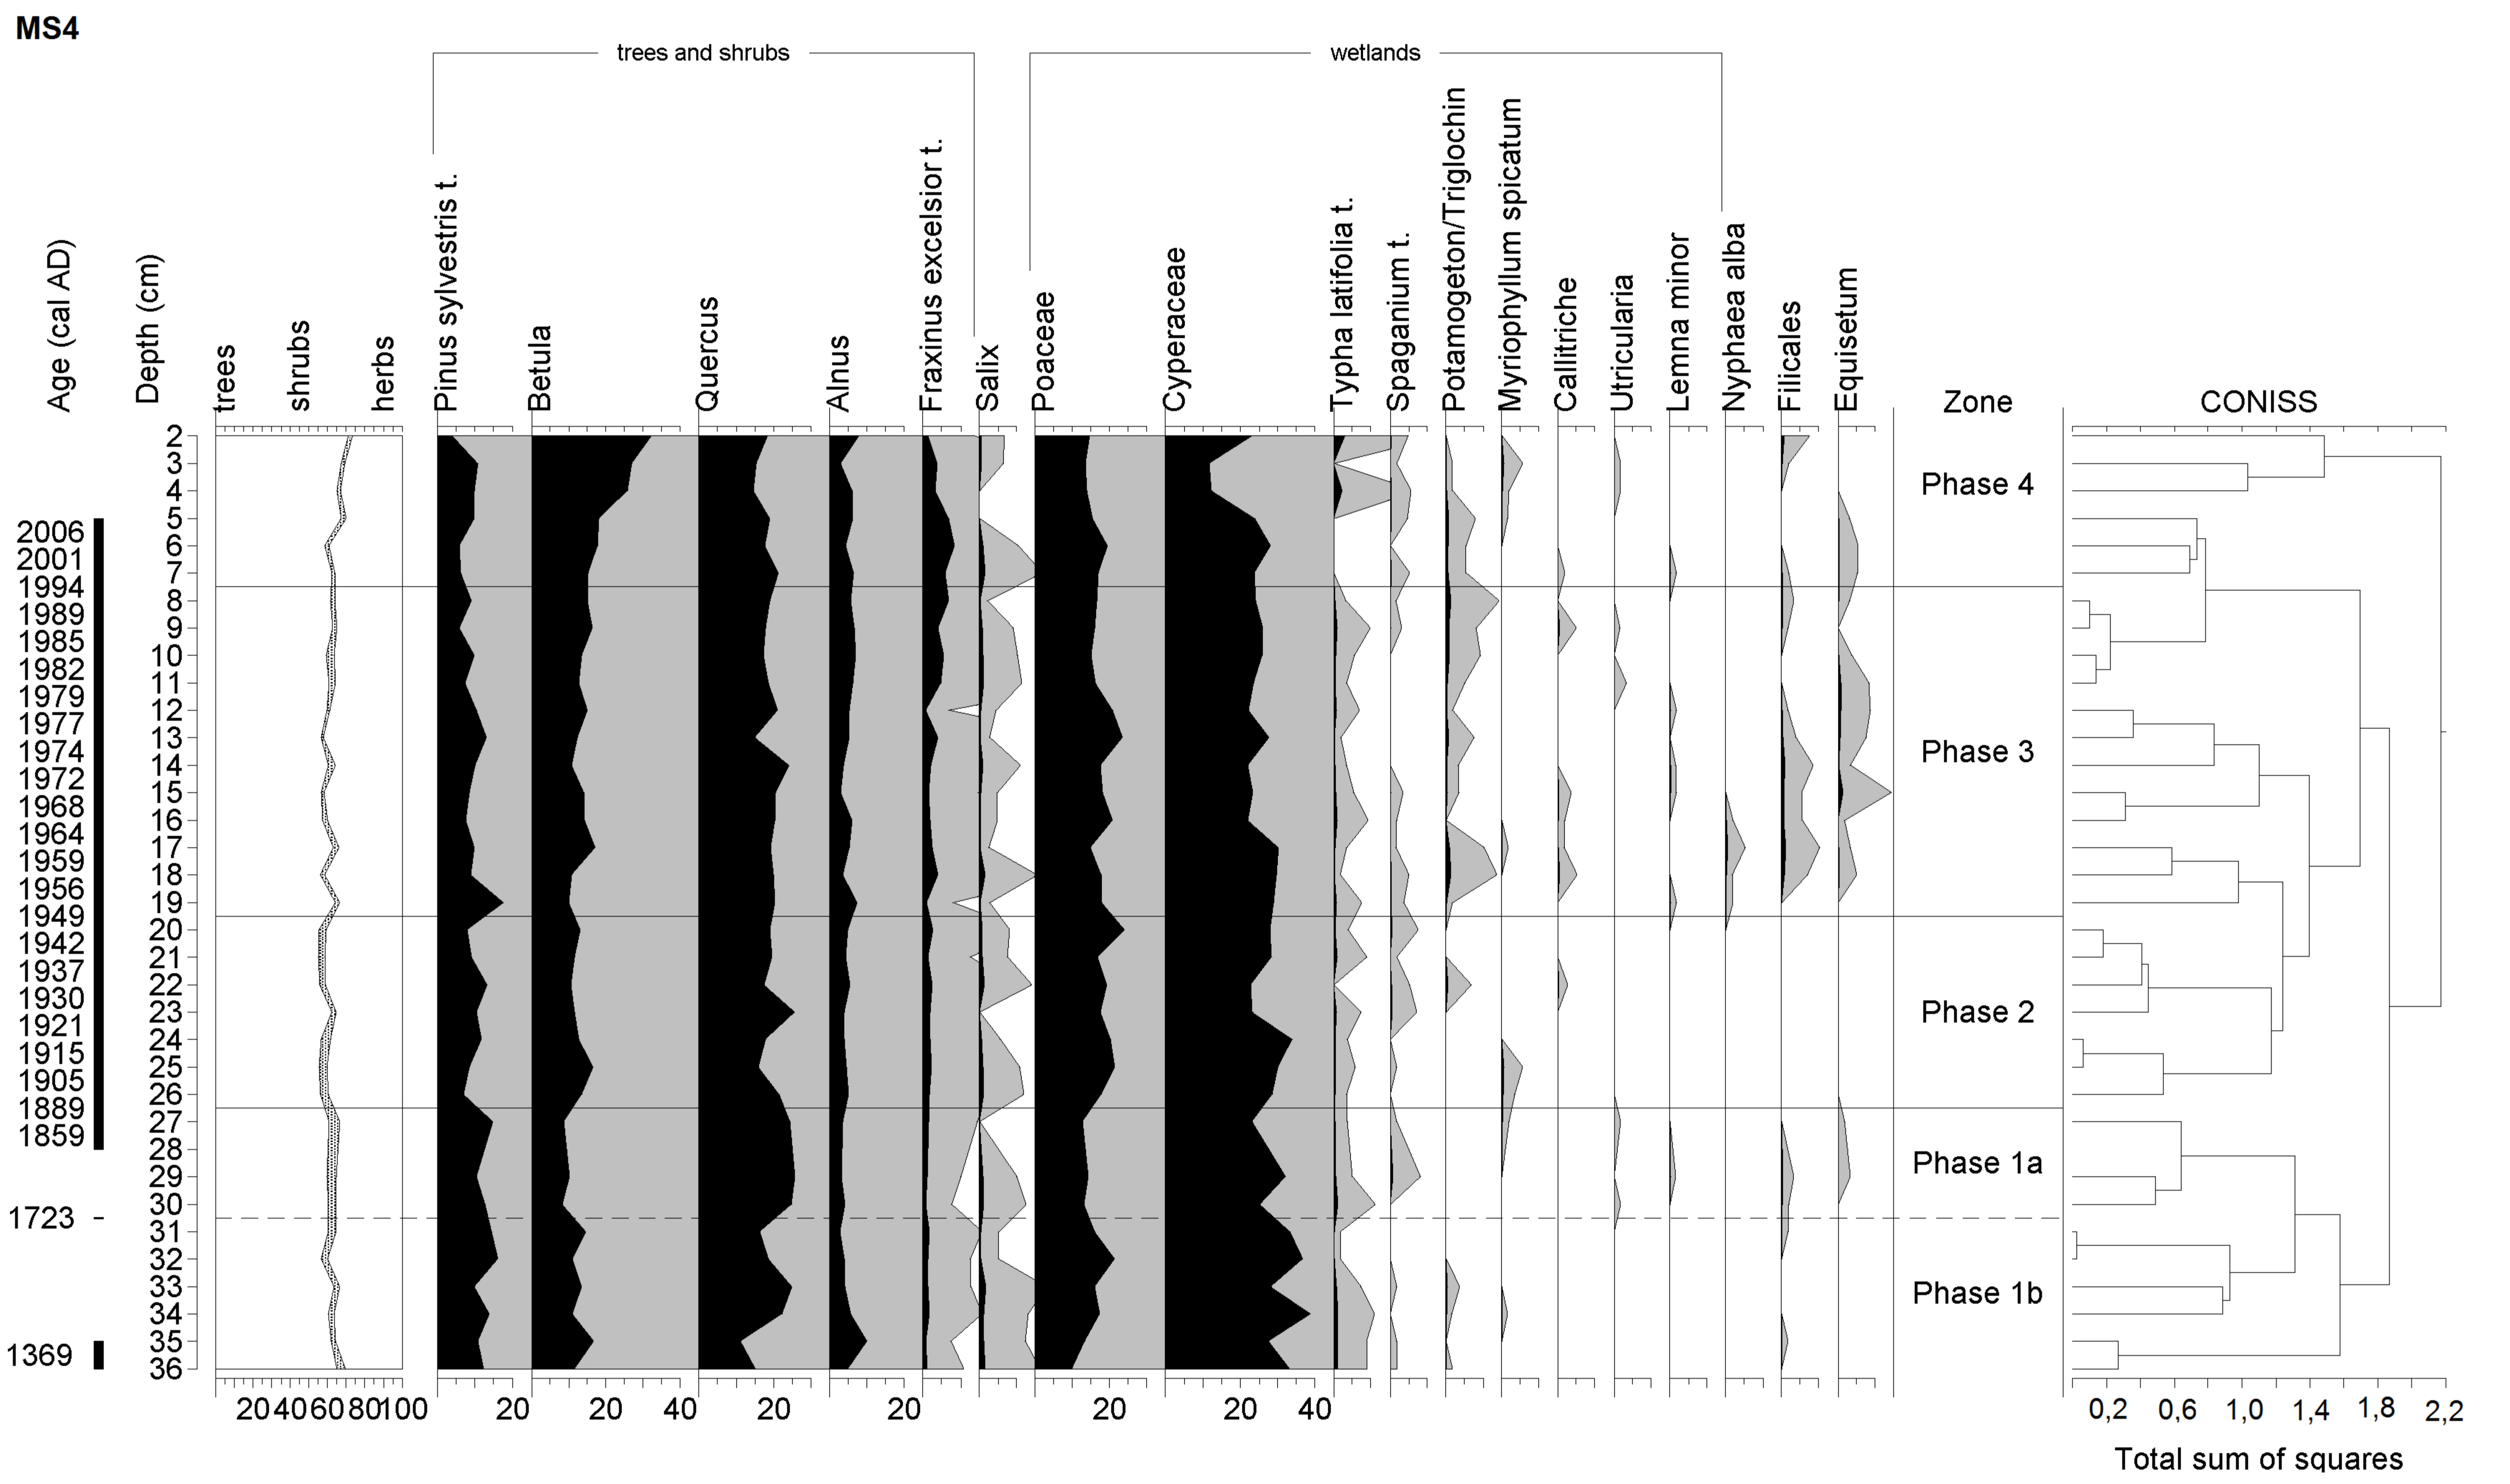 MS4
trees and shrubs
wetlands
Age (cal AD)
Depth (cm)
trees
shrubs
herbs
Pinus sylvestris t.
Betula
Quercus
Alnus
Fraxinus excelsior t.
Salix
Poaceae
Cyperaceae
Typha latifolia t.
Spaganium t.
Potamogeton/Triglochin
Myriophyllum spicatum
Callitriche
Utricularia
Lemna minor
Nyphaea alba
Filicales
Equisetum
Zone
CONISS
2006
2001
1994
1989
1985
1982
1979
1977
1974
1972
1968
1964
1959
1956
1949
1942
1937
1930
1921
1915
1905
1889
1859
1723
1369
2
3
4
5
6
7
8
9
10
11
12
13
14
15
16
17
18
19
20
21
22
23
24
25
26
27
28
29
30
31
32
33
34
35
36
Phase 4
Phase 3
Phase 2
Phase 1a
Phase 1b
20 40 60 80 100
20
20 40
20
20
20
20 40
0,2 0,6 1,0 1,4 1,8 2,2
Total sum of squares